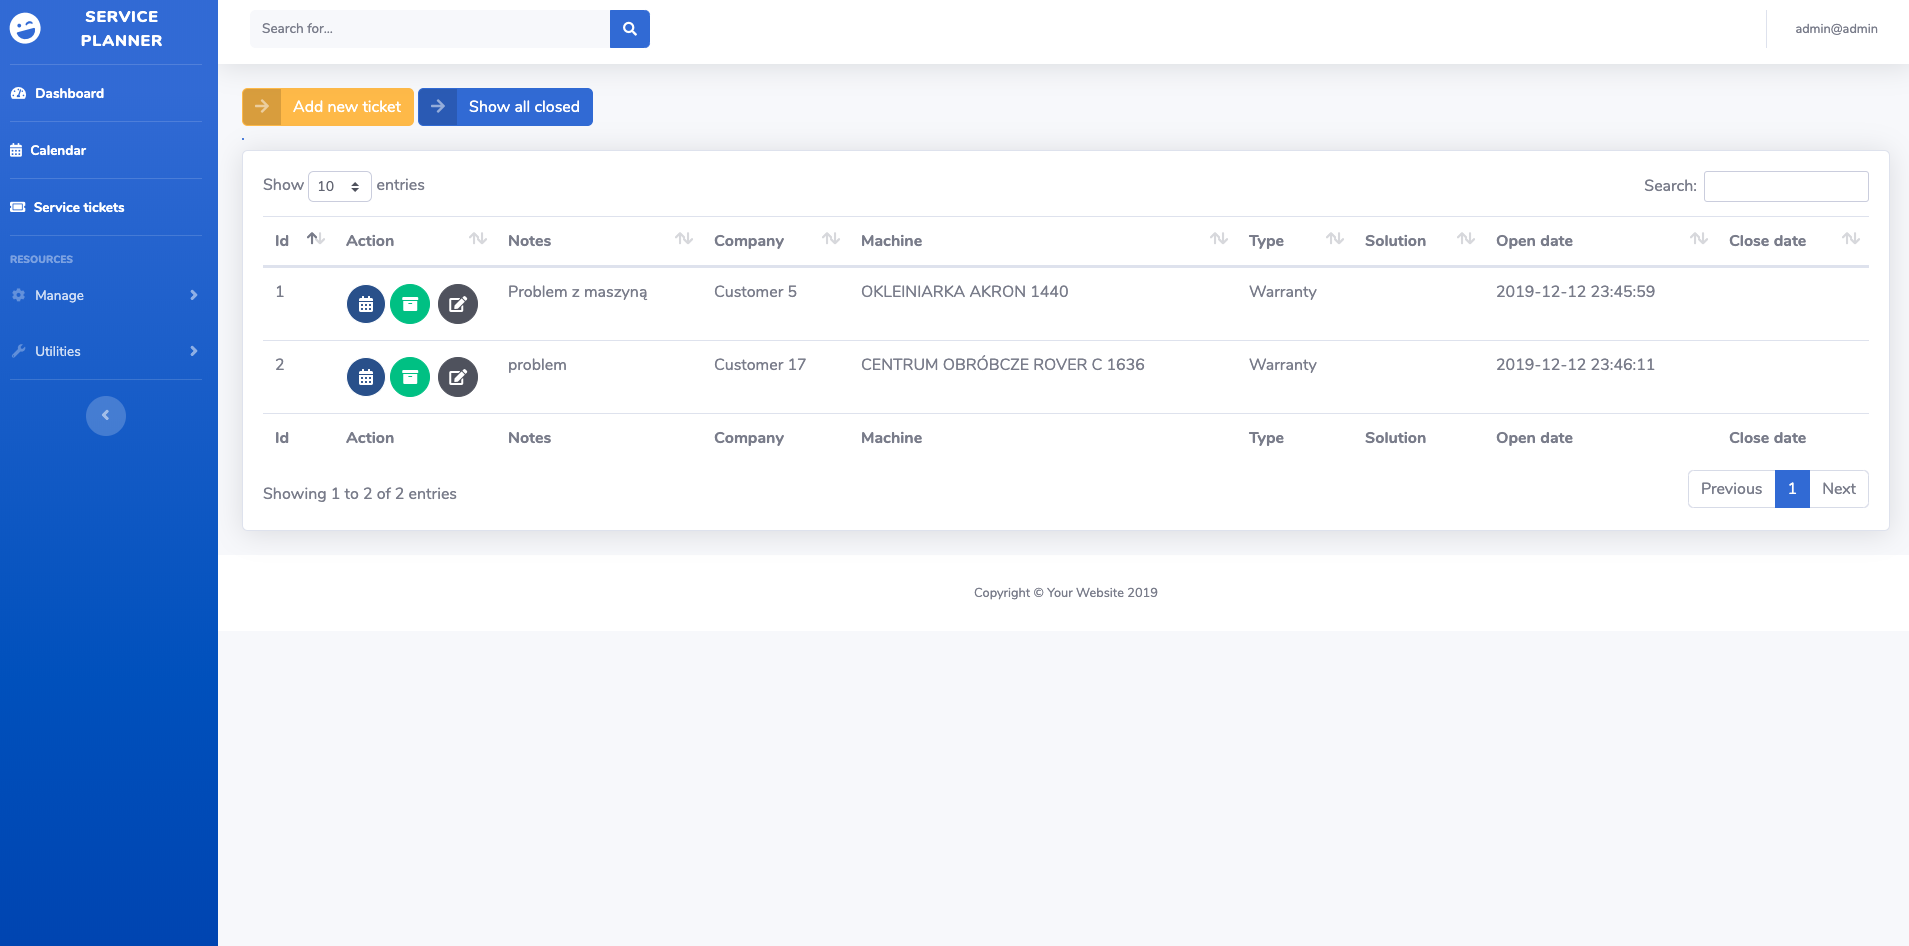 SERVICE
PLANNER
Search for...
admin@admin
Dashboard
Calendar
Service tickets
RESOURCES
Manage
Utilities
Add new ticket
Show all closed
.
Show 10 entries
Search:
Id Action Notes Company Machine Type Solution Open date Close date
1 Problem z maszyną Customer 5 OKLEINIARKA AKRON 1440 Warranty 2019-12-12 23:45:59
2 problem Customer 17 CENTRUM OBRÓBCZE ROVER C 1636 Warranty 2019-12-12 23:46:11
Id Action Notes Company Machine Type Solution Open date Close date
Showing 1 to 2 of 2 entries
Previous 1 Next
Copyright © Your Website 2019